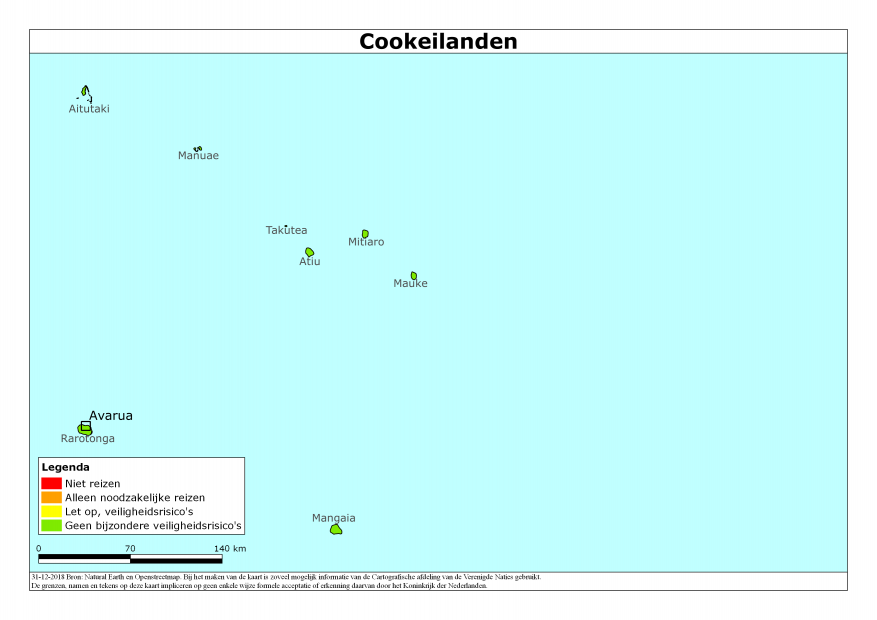 Cookeilanden
Aitutaki
Manuae
Takutea
Mitiaro
Atiu
Mauke
Avarua
Rarotonga
Legenda
Niet reizen
Alleen noodzakelijke reizen
Let op, veiligheidsrisico's
Geen bijzondere veiligheidsrisico's
Mangaia
0 70 140 km
31-12-2018 Bron: Natural Earth en Openstreetmap. Bij het maken van de kaart is zoveel mogelijk informatie van de Cartografische afdeling van de Verenigde Naties gebruikt.
De grenzen, namen en tekens op deze kaart impliceren op geen enkele wijze formele acceptatie of erkenning daarvan door het Koninkrijk der Nederlanden.